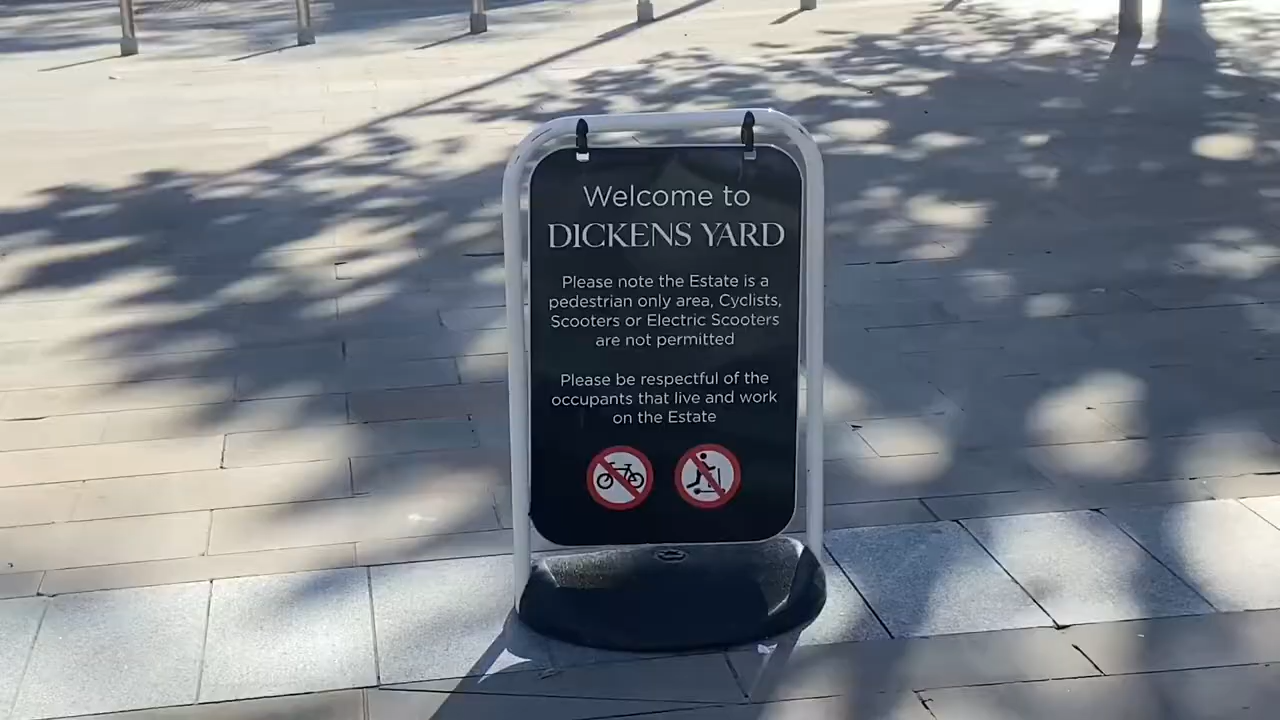 Welcome to
DICKENS YARD
Please note the Estate is a
pedestrian only area, Cyclists,
Scooters or Electric Scooters
are not permitted
Please be respectful of the
occupants that live and work
on the Estate